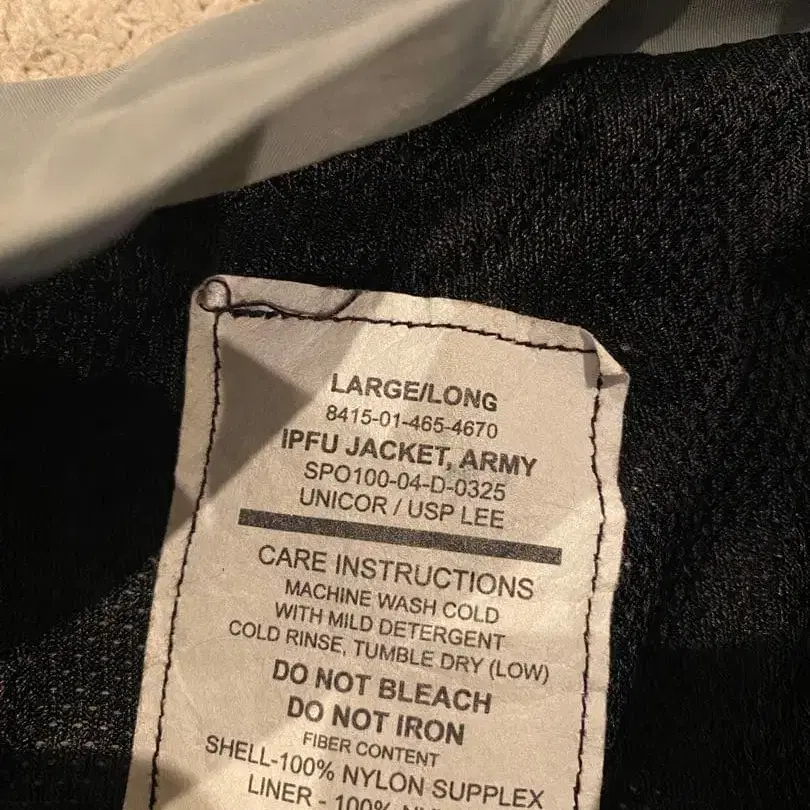 LARGE/LONG
8415-01-465-4670
IPFU JACKET, ARMY
SPO100-04-D-0325
UNICOR / USP LEE
CARE INSTRUCTIONS
MACHINE WASH COLD
WITH MILD DETERGENT
COLD RINSE, TUMBLE DRY (LOW)
DO NOT BLEACH
DO NOT IRON
FIBER CONTENT
SHELL-100% NYLON SUPPLEX
LINER - 100%